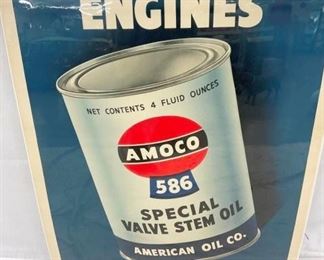 ENGINES
NET CONTENTS 4 FLUID OUNCES
AMOCO
586
SPECIAL
VALVE STEM OIL
AMERICAN OIL CO.